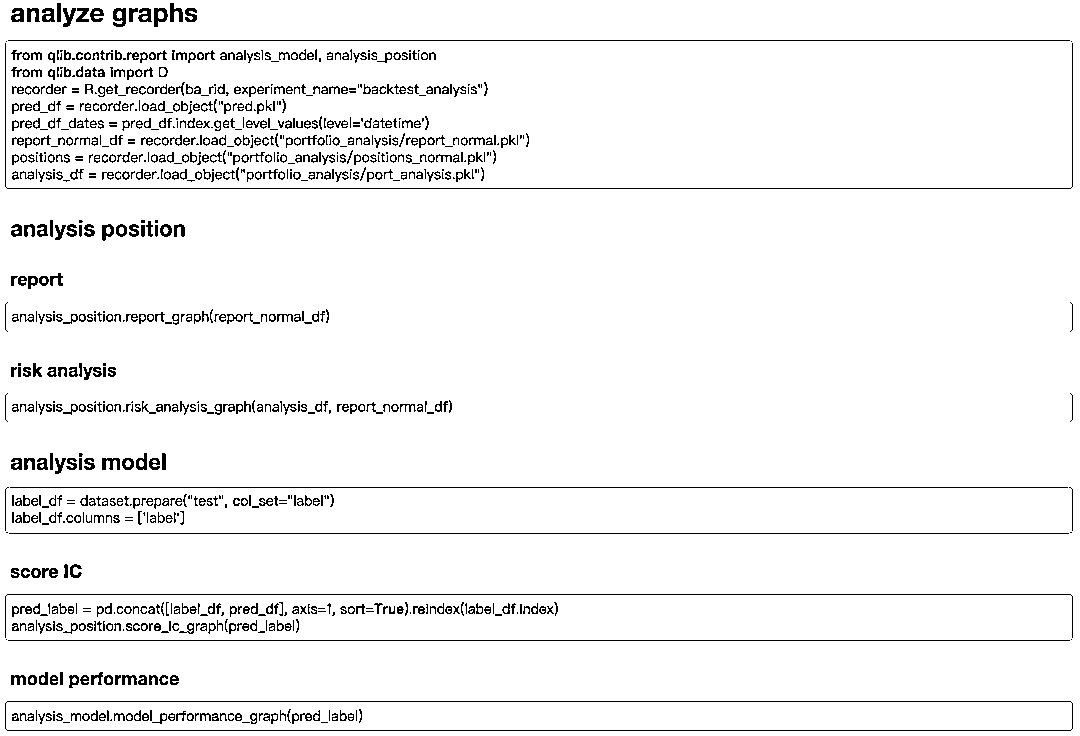 analyze graphs
from qlib.contrib.report import analysis_model, analysis_position
from qlib.data import D
recorder = R.get_recorder(ba_rid, experiment_name="backtest_analysis")
pred_df = recorder.load_object("pred.pkl")
pred_df_dates = pred_df.index.get_level_values(level='datetime')
report_normal_df = recorder.load_object("portfolio_analysis/report_normal.pkl")
positions = recorder.load_object("portfolio_analysis/positions_normal.pkl")
analysis_df = recorder.load_object("portfolio_analysis/port_analysis.pkl")
analysis position
report
analysis_position.report_graph(report_normal_df)
risk analysis
analysis_position.risk_analysis_graph(analysis_df, report_normal_df)
analysis model
label_df = dataset.prepare("test", col_set="label")
label_df.columns = ['label']
score IC
pred_label = pd.concat([label_df, pred_df], axis=1, sort=True).reindex(label_df.index)
analysis_position.score_ic_graph(pred_label)
model performance
analysis_model.model_performance_graph(pred_label)